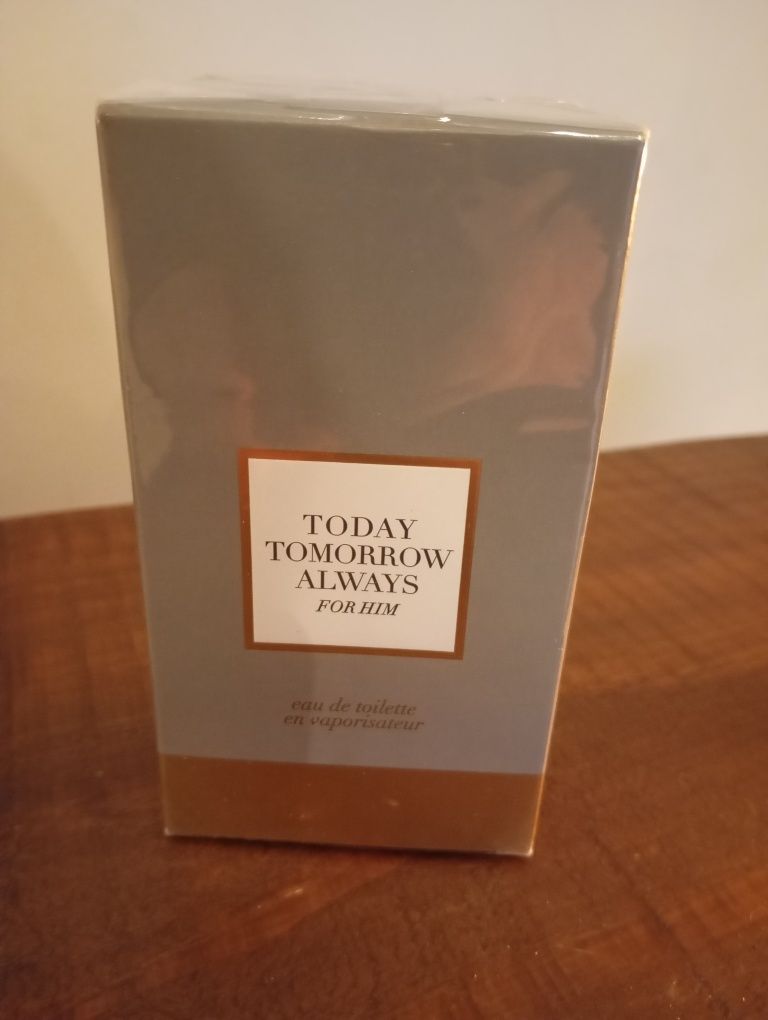 TODAY
TOMORROW
ALWAYS
FOR HIM
eau de toilette
en vaporisateur